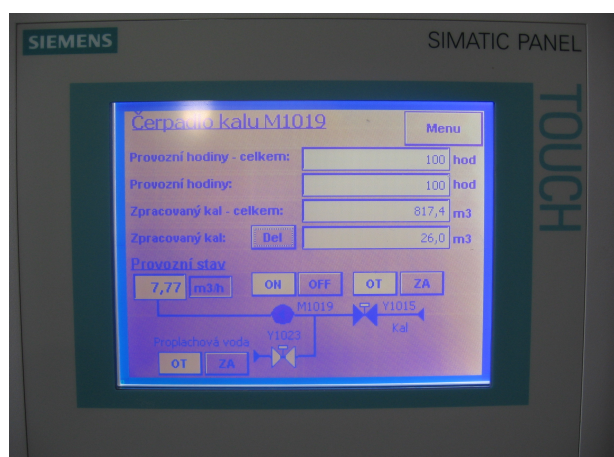 SIEMENS
SIMATIC PANEL
TOUCH
Čerpadlo kalu M1019
Menu
Provozní hodiny - celkem: 100 hod
Provozní hodiny: 100 hod
Zpracovaný kal - celkem: 817,4 m3
Zpracovaný kal: Del 26,0 m3
Provozní stav
7,77 m3/h ON OFF OT ZA
M1019 Y1015
Kal
Proplachová voda Y1023
OT ZA